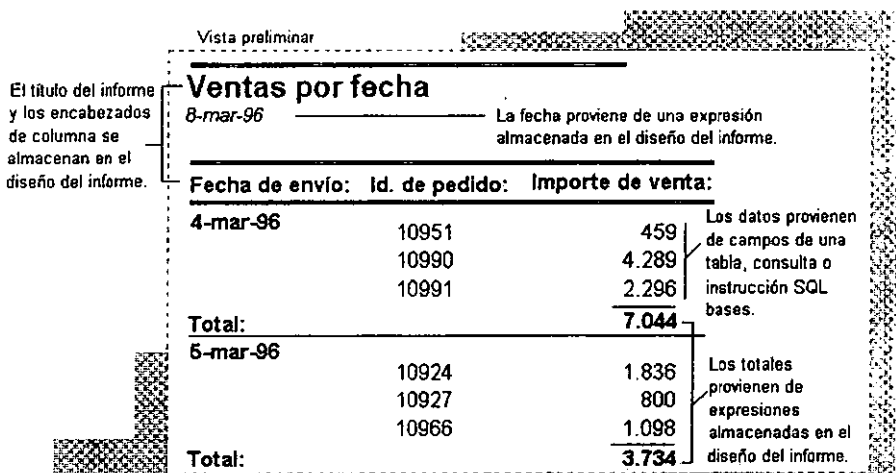 Vista preliminar
El título del informe
y los encabezados
de columna se
almacenan en el
diseño del informe.
Ventas por fecha
8-mar-96
La fecha proviene de una expresión
almacenada en el diseño del informe.
Fecha de envío: Id. de pedido: Importe de venta:
4-mar-96
10951 459
10990 4.289
10991 2.296
Total: 7.044
Los datos provienen
de campos de una
tabla, consulta o
instrucción SQL
bases.
5-mar-96
10924 1.836
10927 800
10966 1.098
Total: 3.734
Los totales
provienen de
expresiones
almacenadas en el
diseño del informe.